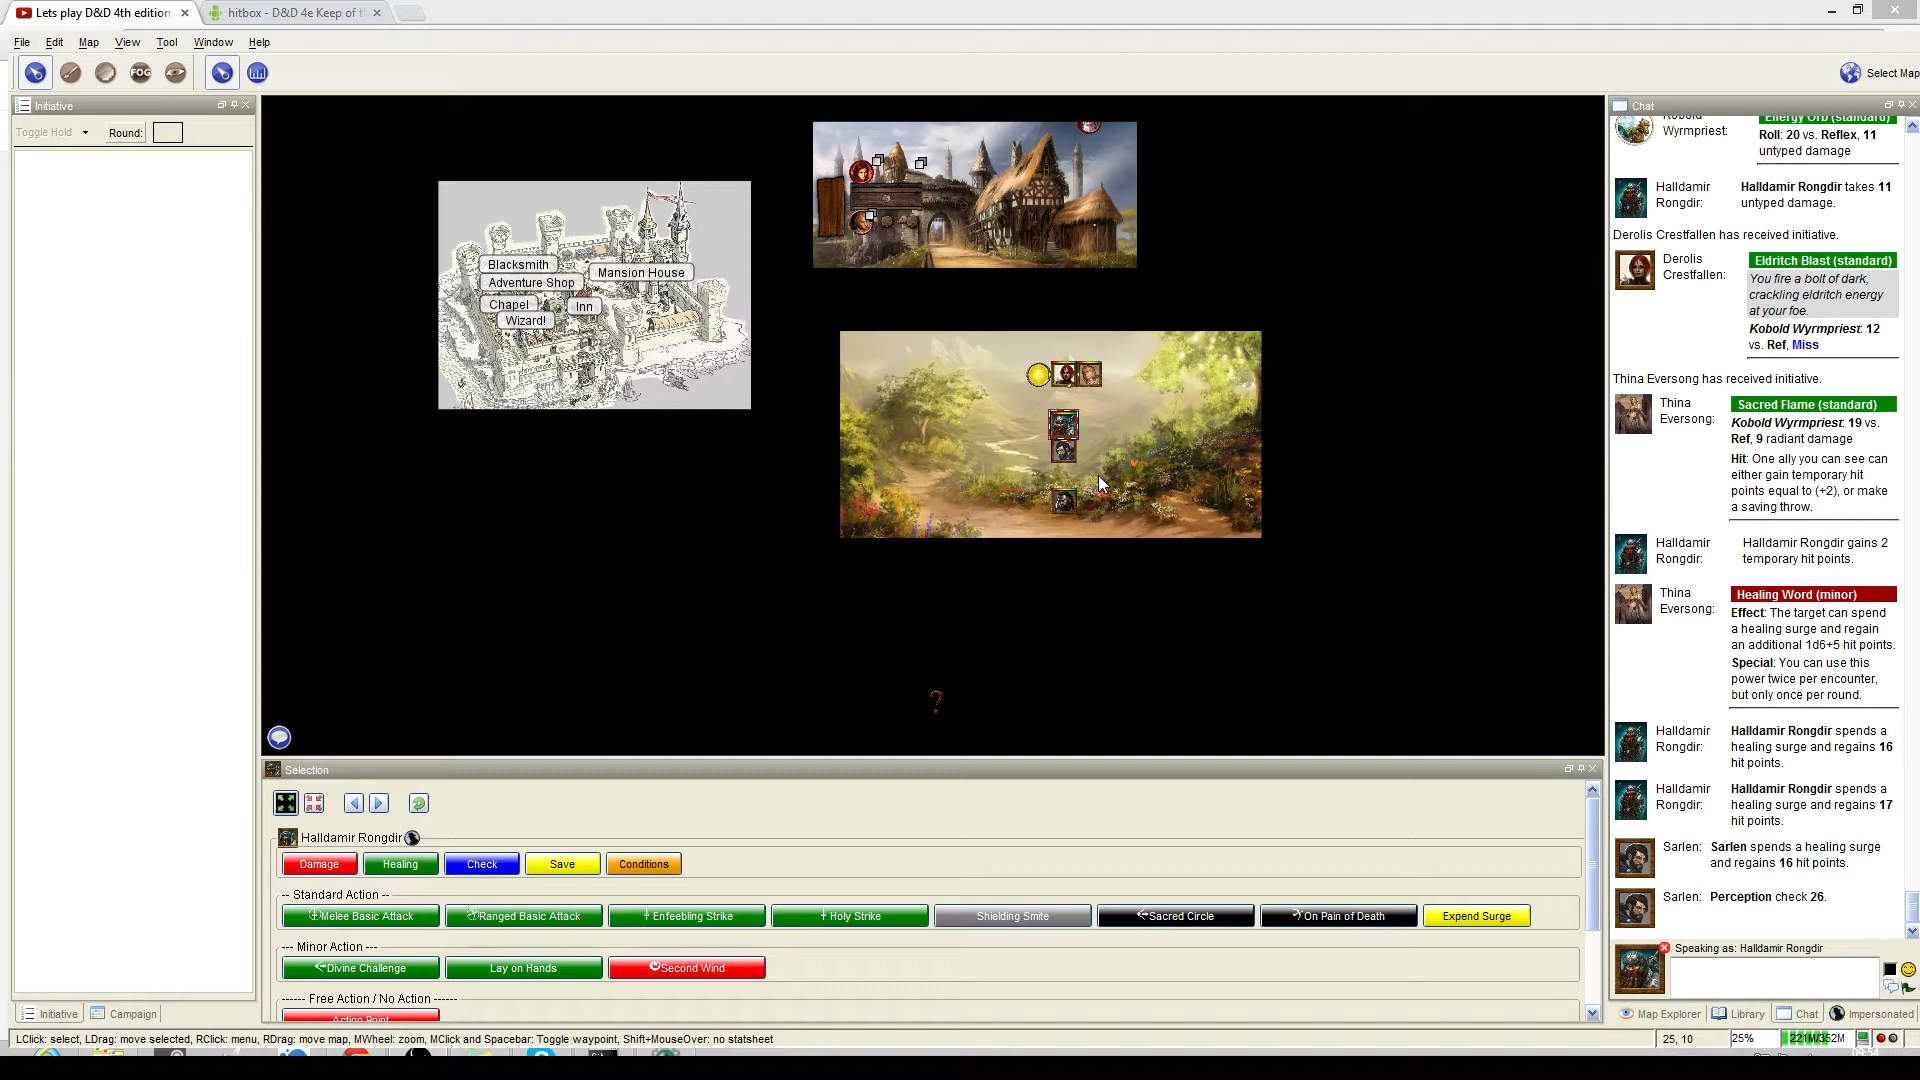 Lets play D&D 4th edition
hitbox - D&D 4e Keep of t
File Edit Map View Tool Window Help
FOG
Select Map
Initiative
Toggle Hold Round:
Blacksmith
Mansion House
Adventure Shop
Chapel
Inn
Wizard!
?
Chat
Kobold Wyrmpriest:
Energy Orb (standard)
Roll: 20 vs. Reflex, 11
untyped damage
Halldamir Rongdir:
Halldamir Rongdir takes 11
untyped damage.
Derolis Crestfallen has received initiative.
Derolis Crestfallen:
Eldritch Blast (standard)
You fire a bolt of dark,
crackling eldritch energy
at your foe.
Kobold Wyrmpriest: 12
vs. Ref, Miss
Thina Eversong has received initiative.
Thina Eversong:
Sacred Flame (standard)
Kobold Wyrmpriest: 19 vs.
Ref, 9 radiant damage
Hit: One ally you can see can
either gain temporary hit
points equal to (+2), or make
a saving throw.
Halldamir Rongdir:
Halldamir Rongdir gains 2
temporary hit points.
Thina Eversong:
Healing Word (minor)
Effect: The target can spend
a healing surge and regain
an additional 1d6+5 hit points.
Special: You can use this
power twice per encounter,
but only once per round.
Halldamir Rongdir:
Halldamir Rongdir spends a
healing surge and regains 16
hit points.
Halldamir Rongdir:
Halldamir Rongdir spends a
healing surge and regains 17
hit points.
Sarlen: Sarlen spends a healing surge
and regains 16 hit points.
Sarlen: Perception check 26.
Speaking as: Halldamir Rongdir
Selection
Halldamir Rongdir
Damage Healing Check Save Conditions
-- Standard Action --
Melee Basic Attack Ranged Basic Attack Enfeebling Strike Holy Strike Shielding Smite Sacred Circle On Pain of Death Expend Surge
--- Minor Action ---
Divine Challenge Lay on Hands Second Wind
------ Free Action / No Action ------
Action Point
Initiative Campaign
Map Explorer Library Chat Impersonated
LClick: select, LDrag: move selected, RClick: menu, RDrag: move map, MWheel: zoom, MClick and Spacebar: Toggle waypoint, Shift+MouseOver: no statsheet
25, 10 25% 221M/352M